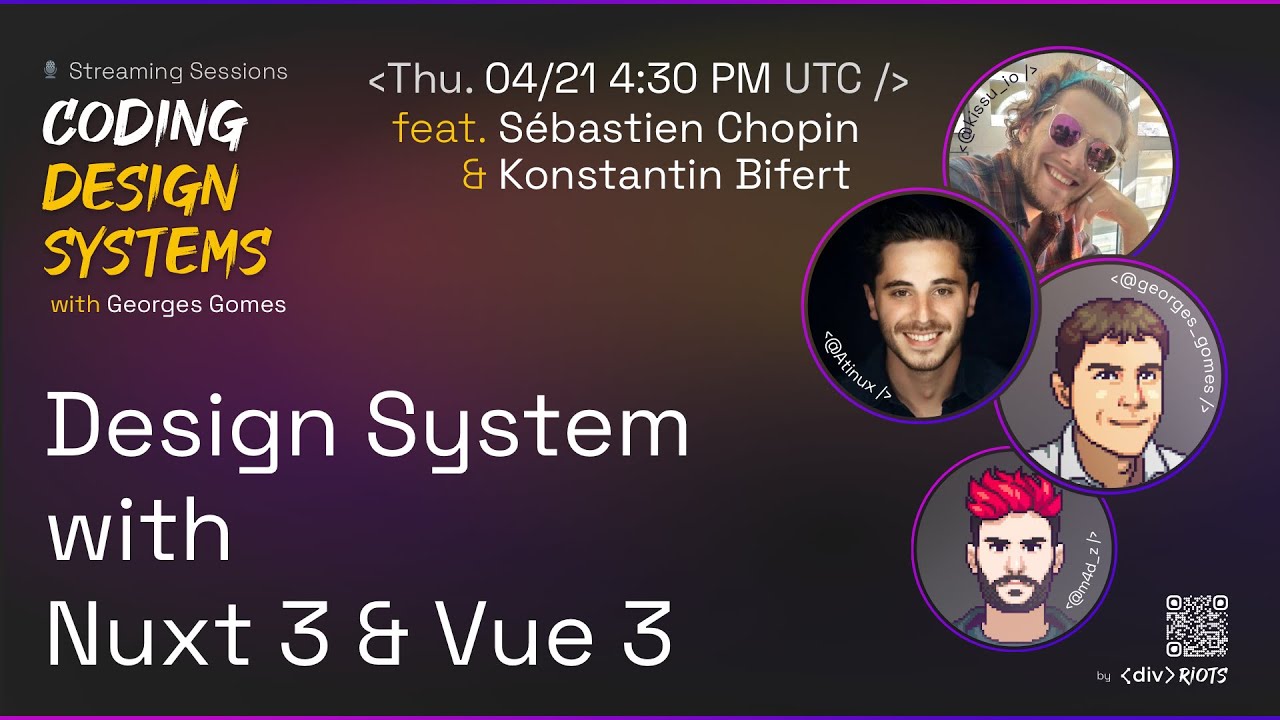 Streaming Sessions
CODING
DESIGN
SYSTEMS
with Georges Gomes
<Thu. 04/21 4:30 PM UTC />
feat. Sébastien Chopin
& Konstantin Bifert
Design System
with
Nuxt 3 & Vue 3
<@Kissu_io />
<@Atinux />
<@georges_gomes />
<@m4d_z />
by <div>RIOTS